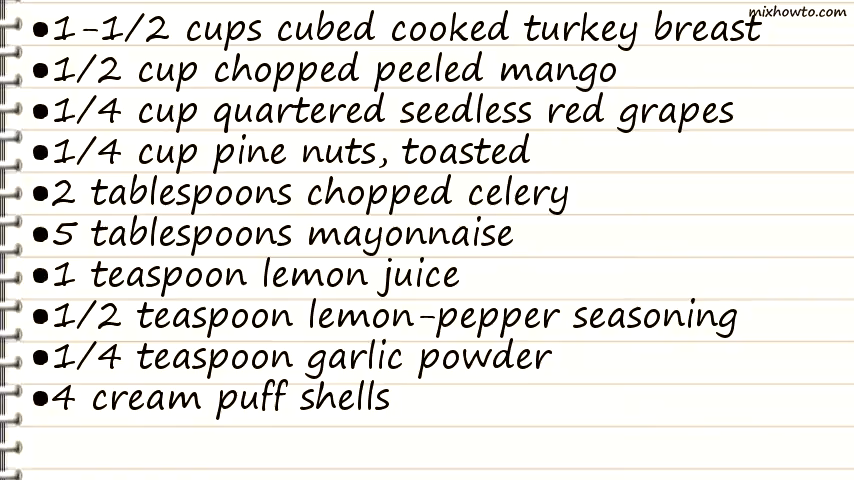 mixhowto.com
•1-1/2 cups cubed cooked turkey breast
•1/2 cup chopped peeled mango
•1/4 cup quartered seedless red grapes
•1/4 cup pine nuts, toasted
•2 tablespoons chopped celery
•5 tablespoons mayonnaise
•1 teaspoon lemon juice
•1/2 teaspoon lemon-pepper seasoning
•1/4 teaspoon garlic powder
•4 cream puff shells